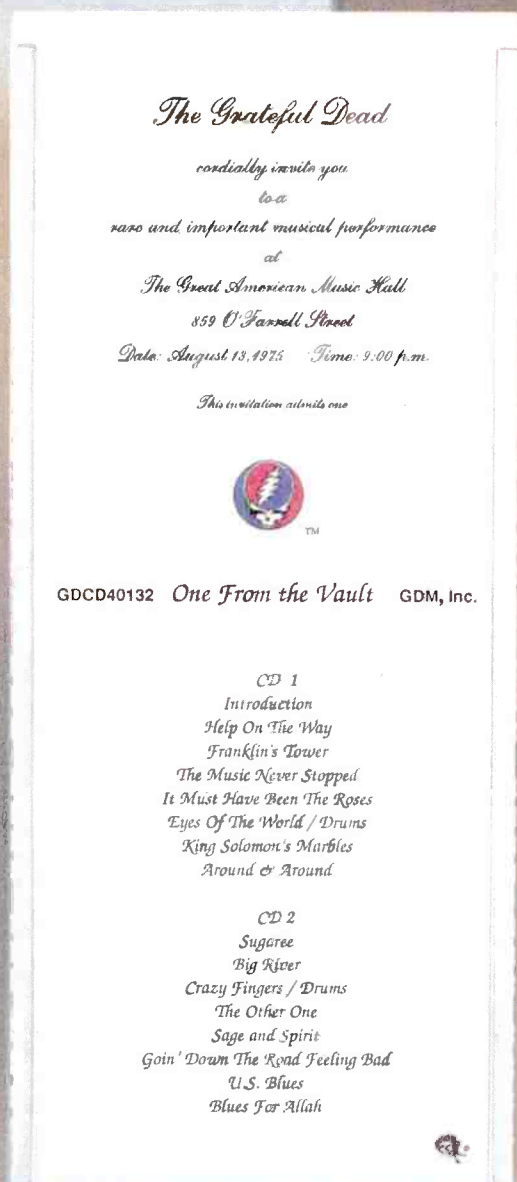 The Grateful Dead
cordially invite you
to a
rare and important musical performance
at
The Great American Music Hall
859 O'Farrell Street
Date: August 13, 1975 Time: 9:00 p.m.
This invitation admits one
TM
GDCD40132 One From the Vault GDM, Inc.
CD 1
Introduction
Help On The Way
Franklin's Tower
The Music Never Stopped
It Must Have Been The Roses
Eyes Of The World / Drums
King Solomon's Marbles
Around & Around
CD 2
Sugaree
Big River
Crazy Fingers / Drums
The Other One
Sage and Spirit
Goin' Down The Road Feeling Bad
U.S. Blues
Blues For Allah